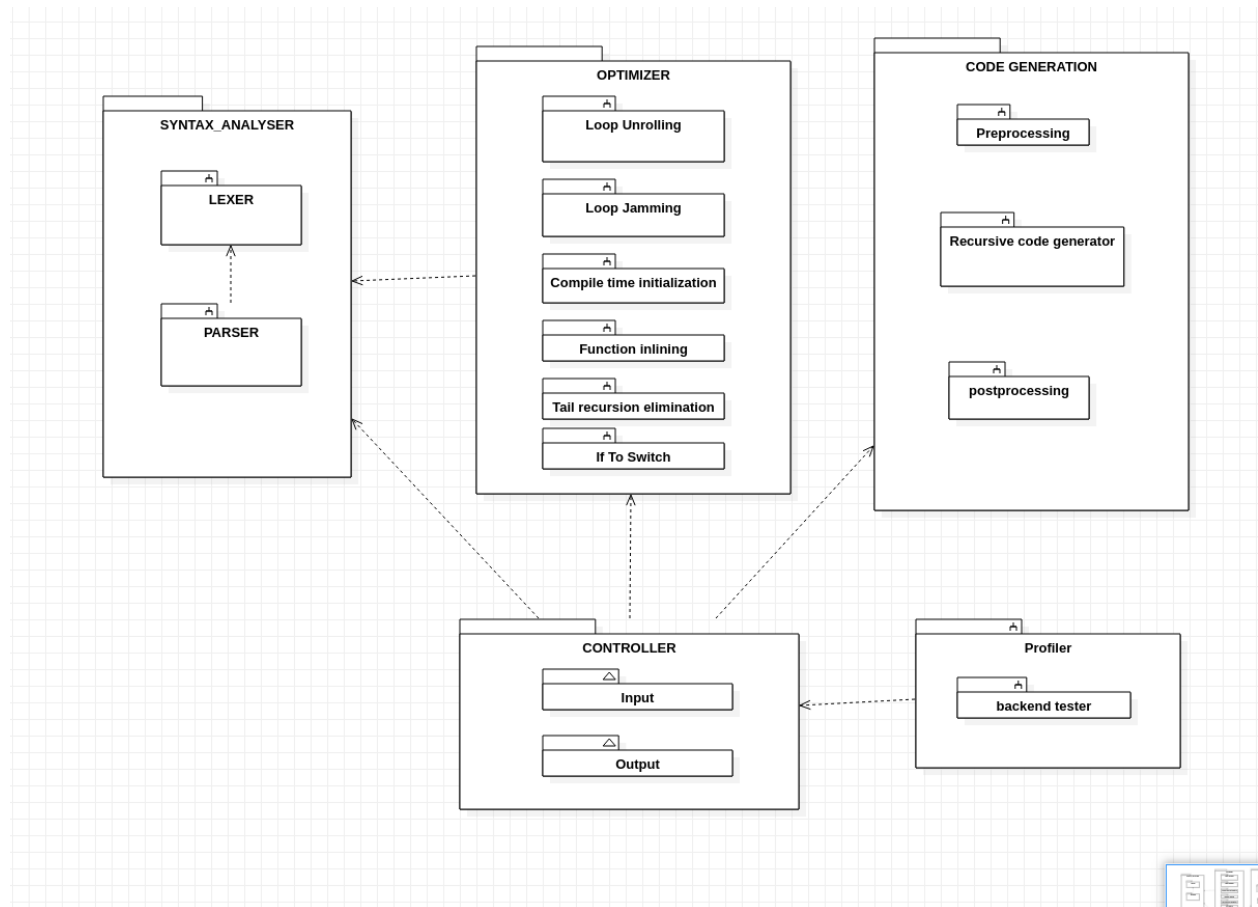 SYNTAX_ANALYSER
LEXER
PARSER
OPTIMIZER
Loop Unrolling
Loop Jamming
Compile time initialization
Function inlining
Tail recursion elimination
If To Switch
CODE GENERATION
Preprocessing
Recursive code generator
postprocessing
CONTROLLER
Input
Output
Profiler
backend tester